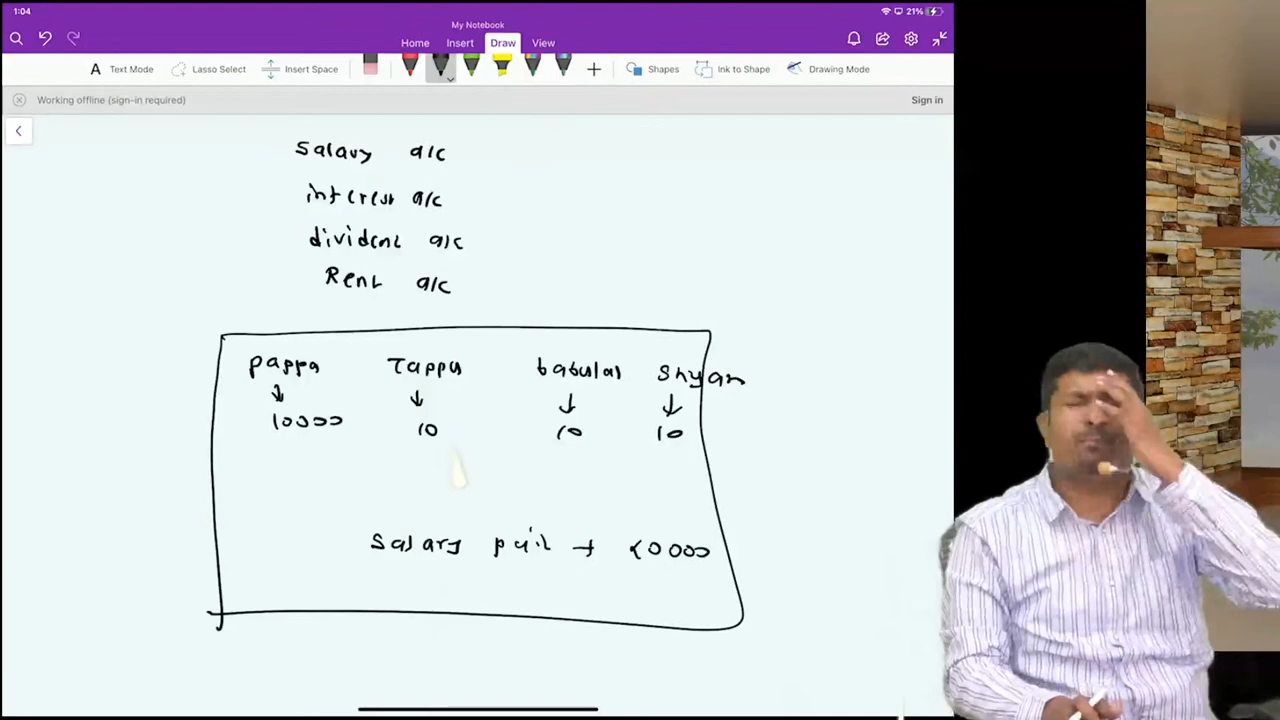 1:04
21%
My Notebook
Home Insert Draw View
Text Mode Lasso Select Insert Space Shapes Ink to Shape Drawing Mode
Working offline (sign-in required) Sign in
Salary a/c
interest a/c
divident a/c
Rent a/c
pappu Tappu babulal Shyam
10000 10 10 10
Salary paid → 40000